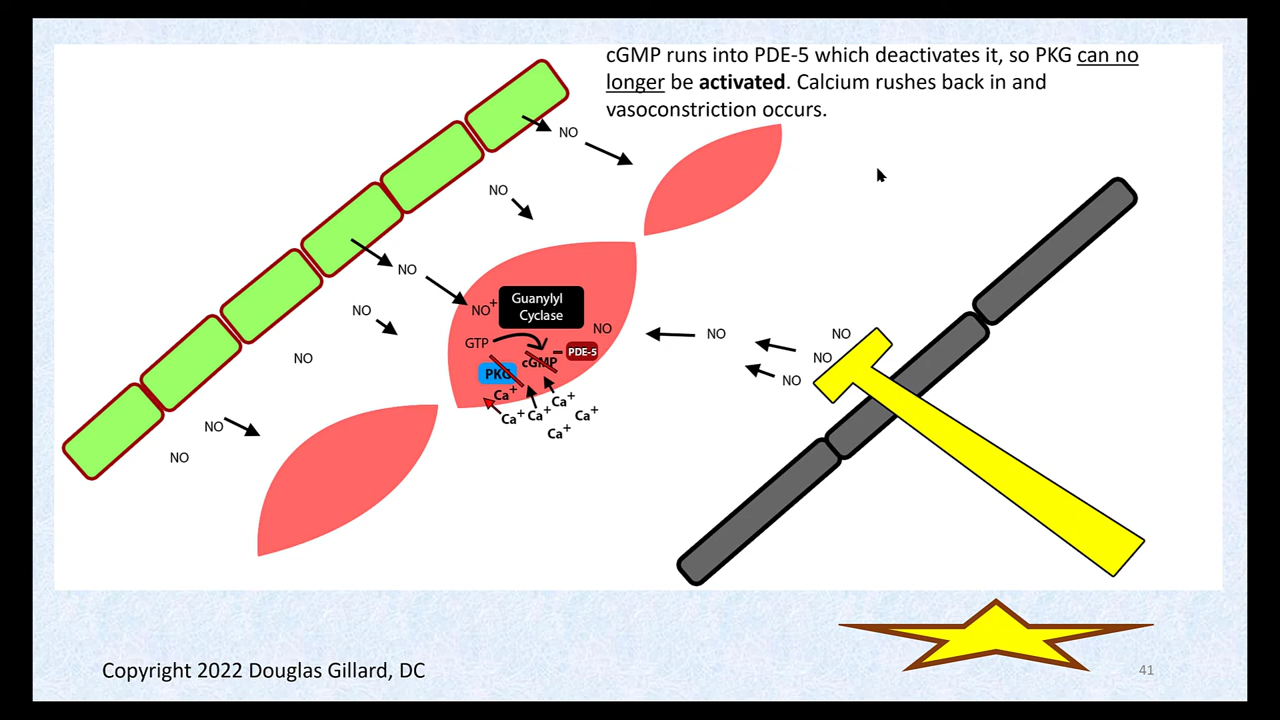 cGMP runs into PDE-5 which deactivates it, so PKG can no
longer be activated. Calcium rushes back in and
vasoconstriction occurs.
NO
NO
NO
NO
NO
NO
NO
NO⁺
Guanylyl
Cyclase
NO
GTP
cGMP
PDE-5
PKG
Ca⁺
Ca⁺
Ca⁺
Ca⁺
Ca⁺
Ca⁺
NO
NO
NO
NO
Copyright 2022 Douglas Gillard, DC
41